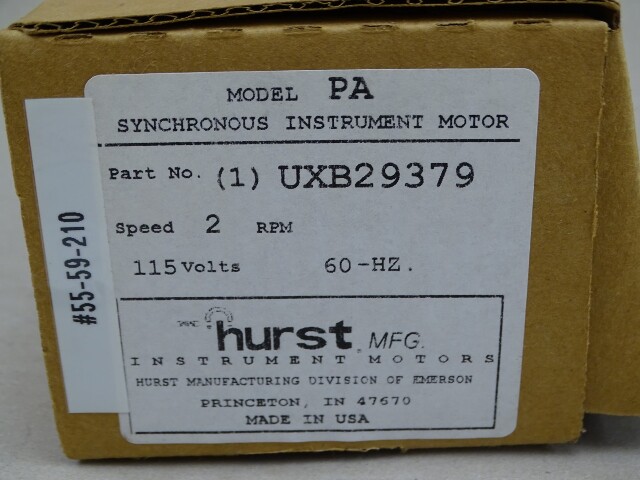 MODEL PA
SYNCHRONOUS INSTRUMENT MOTOR
Part No. (1) UXB29379
Speed 2 RPM
115 Volts 60-HZ.
hurst MFG.
INSTRUMENT MOTORS
HURST MANUFACTURING DIVISION OF EMERSON
PRINCETON, IN 47670
MADE IN USA
#55-59-210